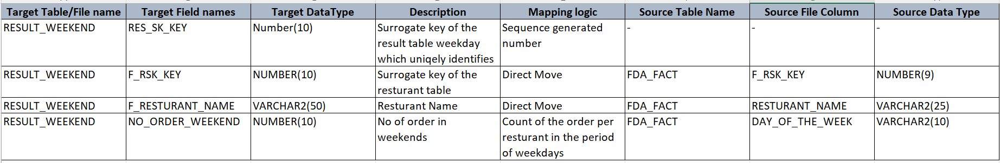 Target Table/File name Target Field names Target DataType Description Mapping logic Source Table Name Source File Column Source Data Type
RESULT_WEEKEND RES_SK_KEY Number(10) Surrogate key of the Sequence generated - - -
result table weekday number
which uniqely identifies
RESULT_WEEKEND F_RSK_KEY NUMBER(10) Surrogate key of the Direct Move FDA_FACT F_RSK_KEY NUMBER(9)
resturant table
RESULT_WEEKEND F_RESTURANT_NAME VARCHAR2(50) Resturant Name Direct Move FDA_FACT RESTURANT_NAME VARCHAR2(25)
RESULT_WEEKEND NO_ORDER_WEEKEND NUMBER(10) No of order in Count of the order per FDA_FACT DAY_OF_THE_WEEK VARCHAR2(10)
weekends resturant in the period
of weekdays